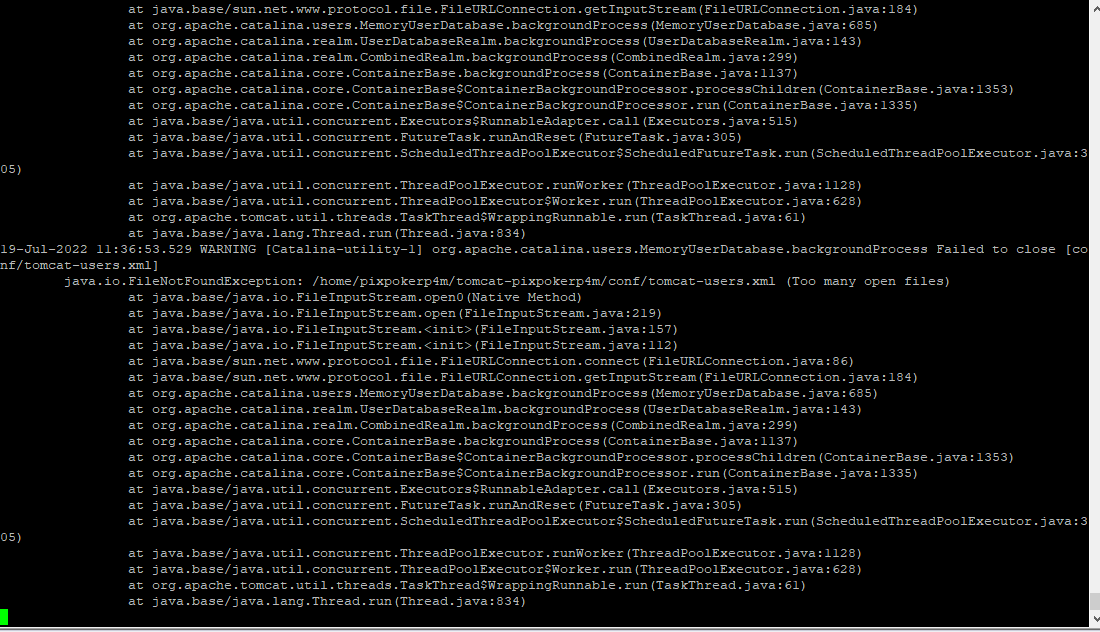 at java.base/sun.net.www.protocol.file.FileURLConnection.getInputStream(FileURLConnection.java:184)
at org.apache.catalina.users.MemoryUserDatabase.backgroundProcess(MemoryUserDatabase.java:685)
at org.apache.catalina.realm.UserDatabaseRealm.backgroundProcess(UserDatabaseRealm.java:143)
at org.apache.catalina.realm.CombinedRealm.backgroundProcess(CombinedRealm.java:299)
at org.apache.catalina.core.ContainerBase.backgroundProcess(ContainerBase.java:1137)
at org.apache.catalina.core.ContainerBase$ContainerBackgroundProcessor.processChildren(ContainerBase.java:1353)
at org.apache.catalina.core.ContainerBase$ContainerBackgroundProcessor.run(ContainerBase.java:1335)
at java.base/java.util.concurrent.Executors$RunnableAdapter.call(Executors.java:515)
at java.base/java.util.concurrent.FutureTask.runAndReset(FutureTask.java:305)
at java.base/java.util.concurrent.ScheduledThreadPoolExecutor$ScheduledFutureTask.run(ScheduledThreadPoolExecutor.java:3
05)
at java.base/java.util.concurrent.ThreadPoolExecutor.runWorker(ThreadPoolExecutor.java:1128)
at java.base/java.util.concurrent.ThreadPoolExecutor$Worker.run(ThreadPoolExecutor.java:628)
at org.apache.tomcat.util.threads.TaskThread$WrappingRunnable.run(TaskThread.java:61)
at java.base/java.lang.Thread.run(Thread.java:834)
19-Jul-2022 11:36:53.529 WARNING [Catalina-utility-1] org.apache.catalina.users.MemoryUserDatabase.backgroundProcess Failed to close [co
nf/tomcat-users.xml]
java.io.FileNotFoundException: /home/pixpokerp4m/tomcat-pixpokerp4m/conf/tomcat-users.xml (Too many open files)
at java.base/java.io.FileInputStream.open0(Native Method)
at java.base/java.io.FileInputStream.open(FileInputStream.java:219)
at java.base/java.io.FileInputStream.<init>(FileInputStream.java:157)
at java.base/java.io.FileInputStream.<init>(FileInputStream.java:112)
at java.base/sun.net.www.protocol.file.FileURLConnection.connect(FileURLConnection.java:86)
at java.base/sun.net.www.protocol.file.FileURLConnection.getInputStream(FileURLConnection.java:184)
at org.apache.catalina.users.MemoryUserDatabase.backgroundProcess(MemoryUserDatabase.java:685)
at org.apache.catalina.realm.UserDatabaseRealm.backgroundProcess(UserDatabaseRealm.java:143)
at org.apache.catalina.realm.CombinedRealm.backgroundProcess(CombinedRealm.java:299)
at org.apache.catalina.core.ContainerBase.backgroundProcess(ContainerBase.java:1137)
at org.apache.catalina.core.ContainerBase$ContainerBackgroundProcessor.processChildren(ContainerBase.java:1353)
at org.apache.catalina.core.ContainerBase$ContainerBackgroundProcessor.run(ContainerBase.java:1335)
at java.base/java.util.concurrent.Executors$RunnableAdapter.call(Executors.java:515)
at java.base/java.util.concurrent.FutureTask.runAndReset(FutureTask.java:305)
at java.base/java.util.concurrent.ScheduledThreadPoolExecutor$ScheduledFutureTask.run(ScheduledThreadPoolExecutor.java:3
05)
at java.base/java.util.concurrent.ThreadPoolExecutor.runWorker(ThreadPoolExecutor.java:1128)
at java.base/java.util.concurrent.ThreadPoolExecutor$Worker.run(ThreadPoolExecutor.java:628)
at org.apache.tomcat.util.threads.TaskThread$WrappingRunnable.run(TaskThread.java:61)
at java.base/java.lang.Thread.run(Thread.java:834)